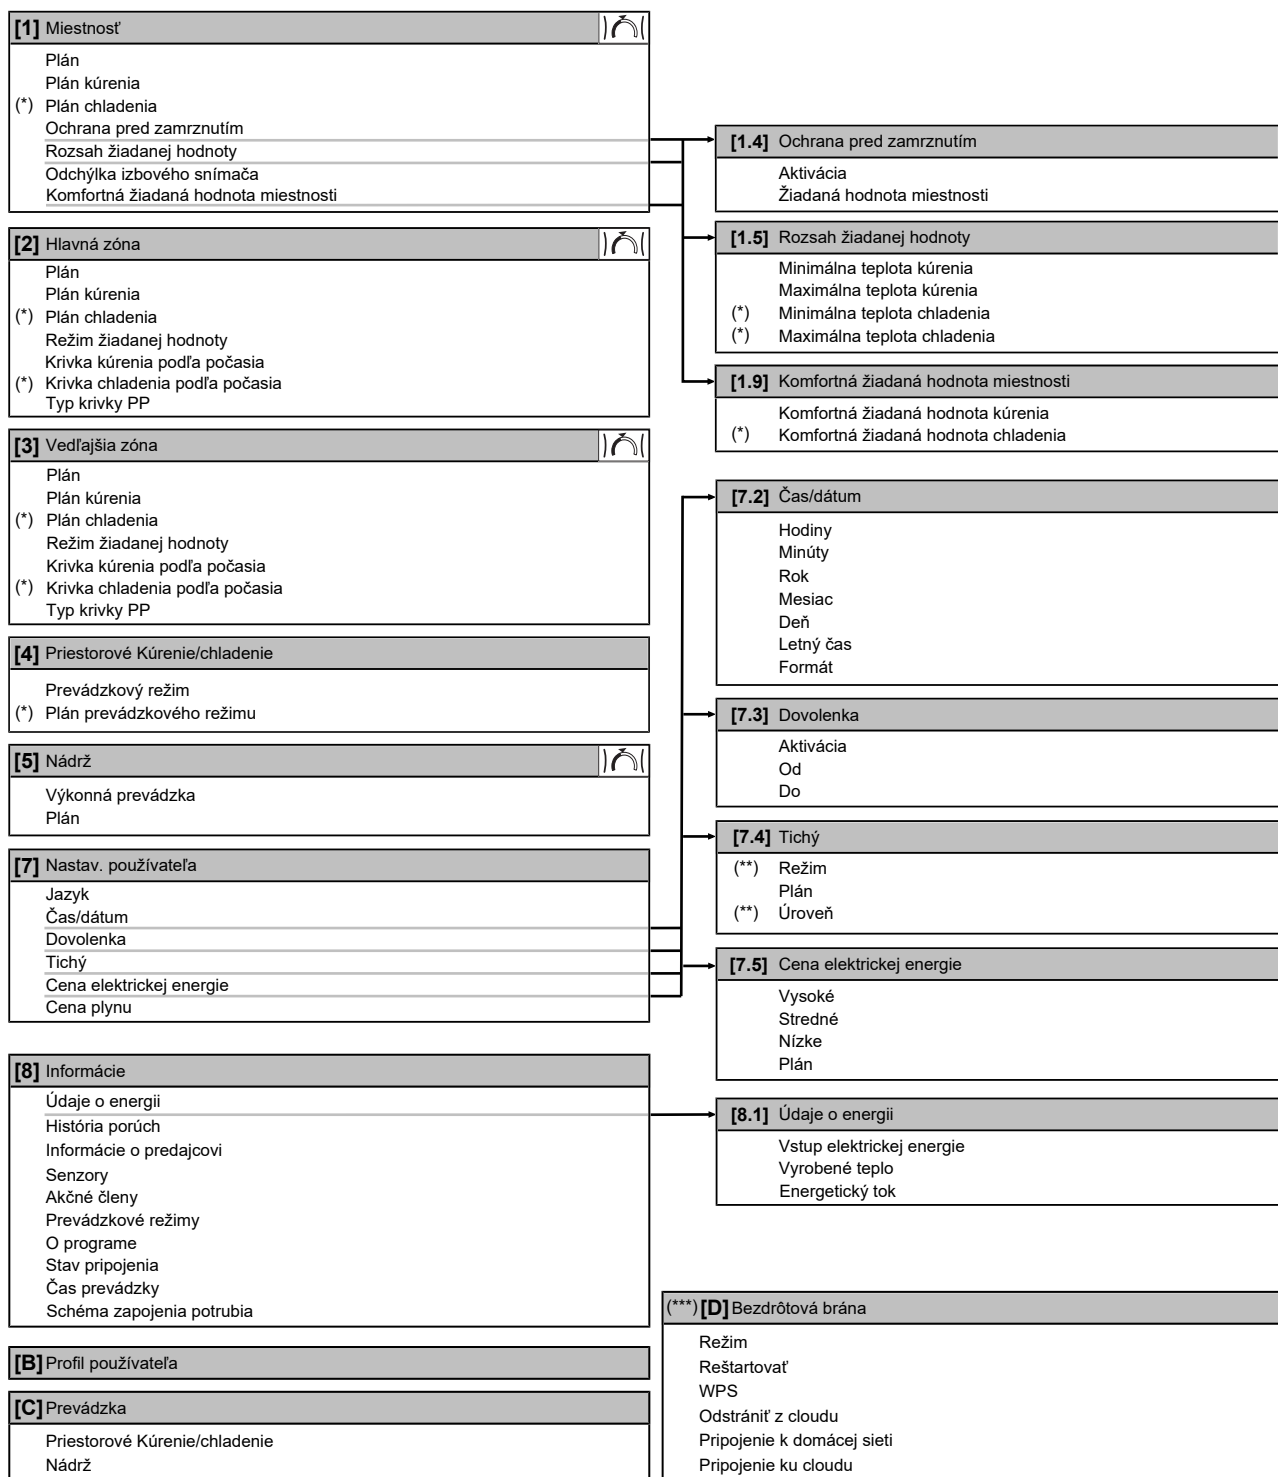 [1] Miestnosť
Plán
Plán kúrenia
(*) Plán chladenia
Ochrana pred zamrznutím
Rozsah žiadanej hodnoty
Odchýlka izbového snímača
Komfortná žiadaná hodnota miestnosti
[2] Hlavná zóna
Plán
Plán kúrenia
(*) Plán chladenia
Režim žiadanej hodnoty
Krivka kúrenia podľa počasia
(*) Krivka chladenia podľa počasia
Typ krivky PP
[3] Vedľajšia zóna
Plán
Plán kúrenia
(*) Plán chladenia
Režim žiadanej hodnoty
Krivka kúrenia podľa počasia
(*) Krivka chladenia podľa počasia
Typ krivky PP
[4] Priestorové Kúrenie/chladenie
Prevádzkový režim
(*) Plán prevádzkového režimu
[5] Nádrž
Výkonná prevádzka
Plán
[7] Nastav. používateľa
Jazyk
Čas/dátum
Dovolenka
Tichý
Cena elektrickej energie
Cena plynu
[8] Informácie
Údaje o energii
História porúch
Informácie o predajcovi
Senzory
Akčné členy
Prevádzkové režimy
O programe
Stav pripojenia
Čas prevádzky
Schéma zapojenia potrubia
[B] Profil používateľa
[C] Prevádzka
Priestorové Kúrenie/chladenie
Nádrž
[1.4] Ochrana pred zamrznutím
Aktivácia
Žiadaná hodnota miestnosti
[1.5] Rozsah žiadanej hodnoty
Minimálna teplota kúrenia
Maximálna teplota kúrenia
(*) Minimálna teplota chladenia
(*) Maximálna teplota chladenia
[1.9] Komfortná žiadaná hodnota miestnosti
Komfortná žiadaná hodnota kúrenia
(*) Komfortná žiadaná hodnota chladenia
[7.2] Čas/dátum
Hodiny
Minúty
Rok
Mesiac
Deň
Letný čas
Formát
[7.3] Dovolenka
Aktivácia
Od
Do
[7.4] Tichý
(**) Režim
Plán
(**) Úroveň
[7.5] Cena elektrickej energie
Vysoké
Stredné
Nízke
Plán
[8.1] Údaje o energii
Vstup elektrickej energie
Vyrobené teplo
Energetický tok
(***) [D] Bezdrôtová brána
Režim
Reštartovať
WPS
Odstrániť z cloudu
Pripojenie k domácej sieti
Pripojenie ku cloudu